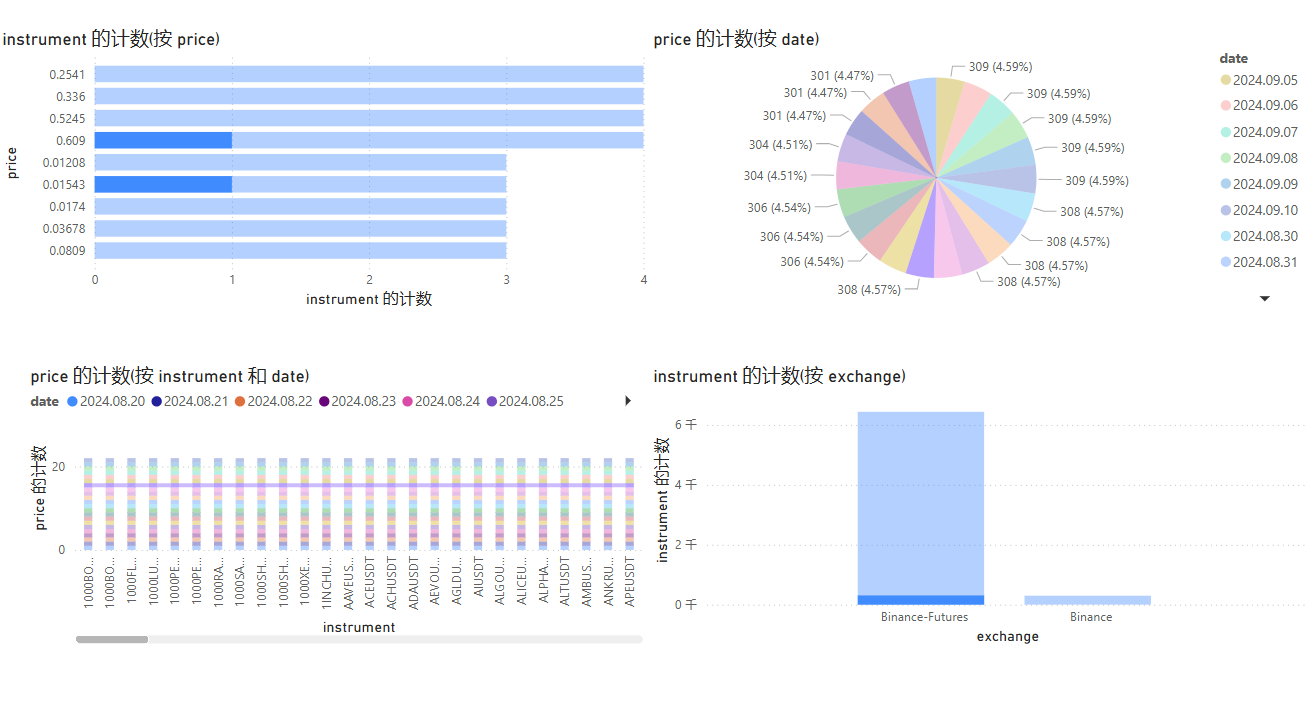 instrument 的计数(按 price)
price
0.2541
0.336
0.5245
0.609
0.01208
0.01543
0.0174
0.03678
0.0809
0 1 2 3 4
instrument 的计数
price 的计数(按 date)
309 (4.59%)
309 (4.59%)
309 (4.59%)
309 (4.59%)
309 (4.59%)
308 (4.57%)
308 (4.57%)
308 (4.57%)
308 (4.57%)
308 (4.57%)
306 (4.54%)
306 (4.54%)
306 (4.54%)
304 (4.51%)
304 (4.51%)
301 (4.47%)
301 (4.47%)
301 (4.47%)
date
2024.09.05
2024.09.06
2024.09.07
2024.09.08
2024.09.09
2024.09.10
2024.08.30
2024.08.31
price 的计数(按 instrument 和 date)
date 2024.08.20 2024.08.21 2024.08.22 2024.08.23 2024.08.24 2024.08.25
price 的计数
20
0
1000BO...
1000BO...
1000FL...
1000LU...
1000PE...
1000PE...
1000RA...
1000SA...
1000SH...
1000SH...
1000XE...
1INCHU...
AAVEUS...
ACEUSDT
ACHUSDT
ADAUSDT
AEVOU...
AGLDU...
AIUSDT
ALGOU...
ALICEU...
ALPHA...
ALTUSDT
AMBUS...
ANKRU...
APEUSDT
instrument
instrument 的计数(按 exchange)
instrument 的计数
6 千
4 千
2 千
0 千
Binance-Futures Binance
exchange